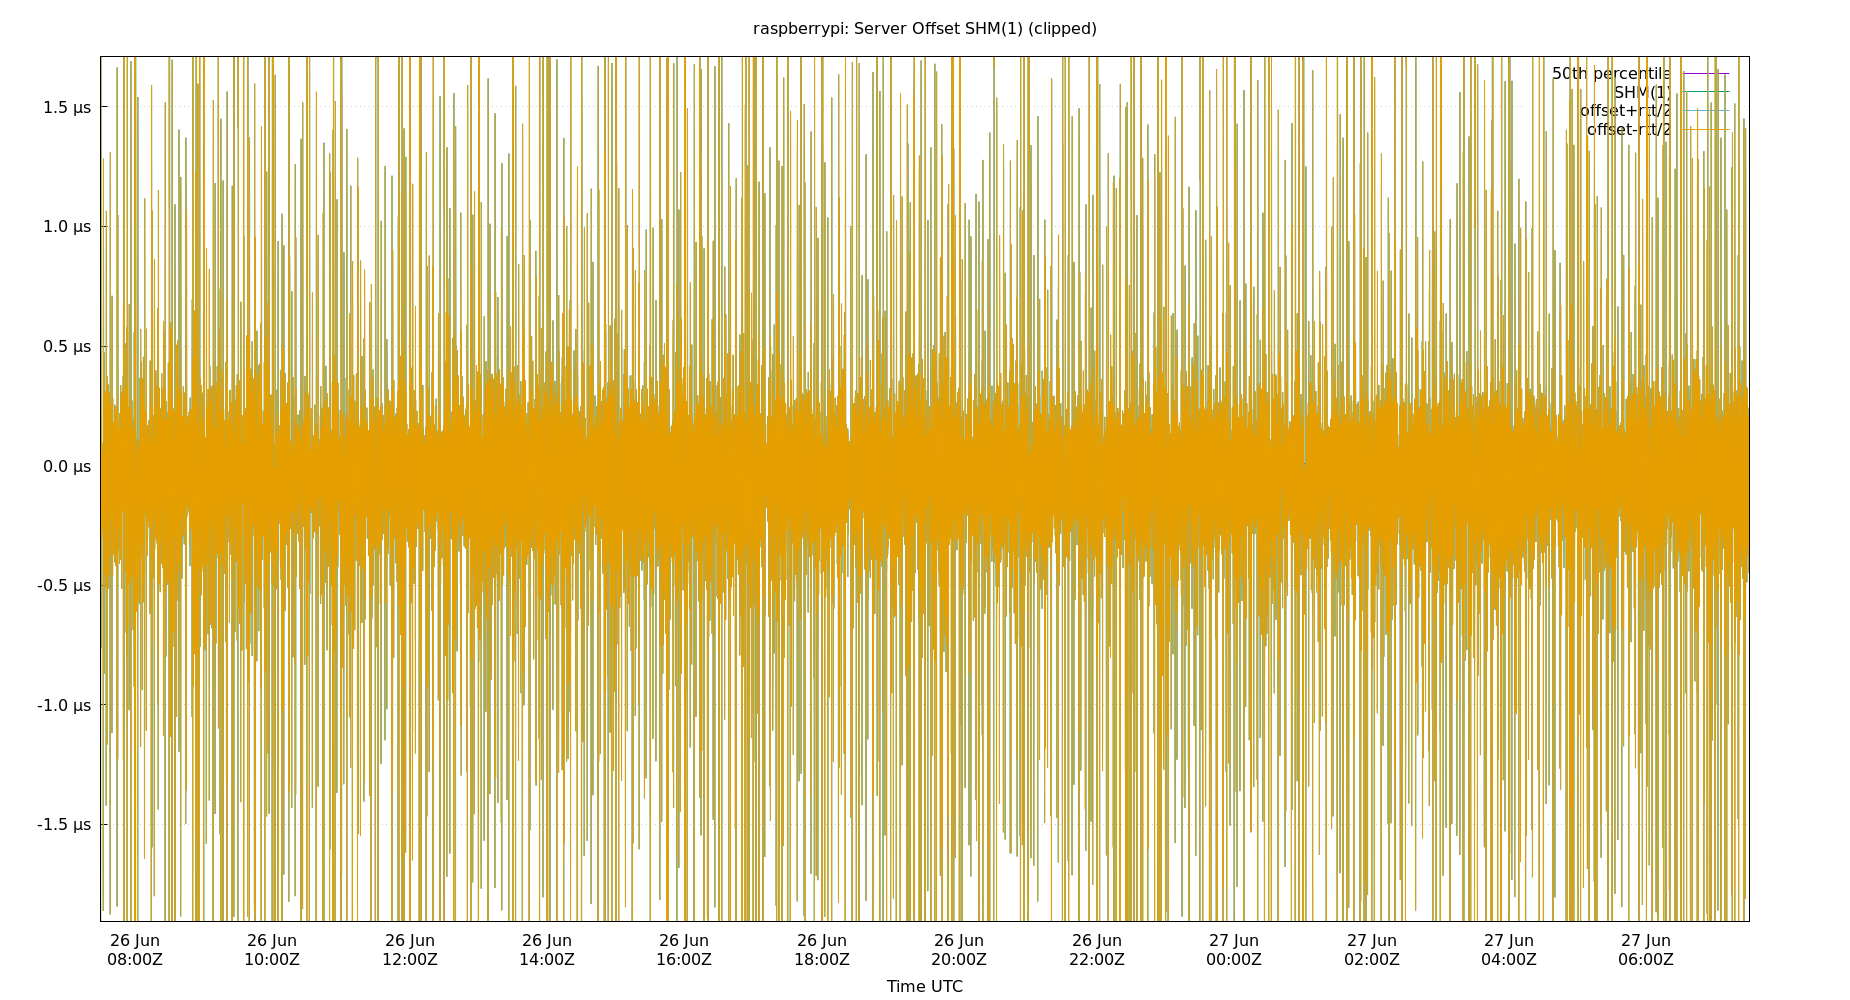 raspberrypi: Server Offset SHM(1) (clipped)
50th percentile
SHM(1)
offset+rtt/2
offset-rtt/2
1.5 µs
1.0 µs
0.5 µs
0.0 µs
-0.5 µs
-1.0 µs
-1.5 µs
26 Jun 26 Jun 26 Jun 26 Jun 26 Jun 26 Jun 26 Jun 26 Jun 27 Jun 27 Jun 27 Jun 27 Jun
08:00Z 10:00Z 12:00Z 14:00Z 16:00Z 18:00Z 20:00Z 22:00Z 00:00Z 02:00Z 04:00Z 06:00Z
Time UTC